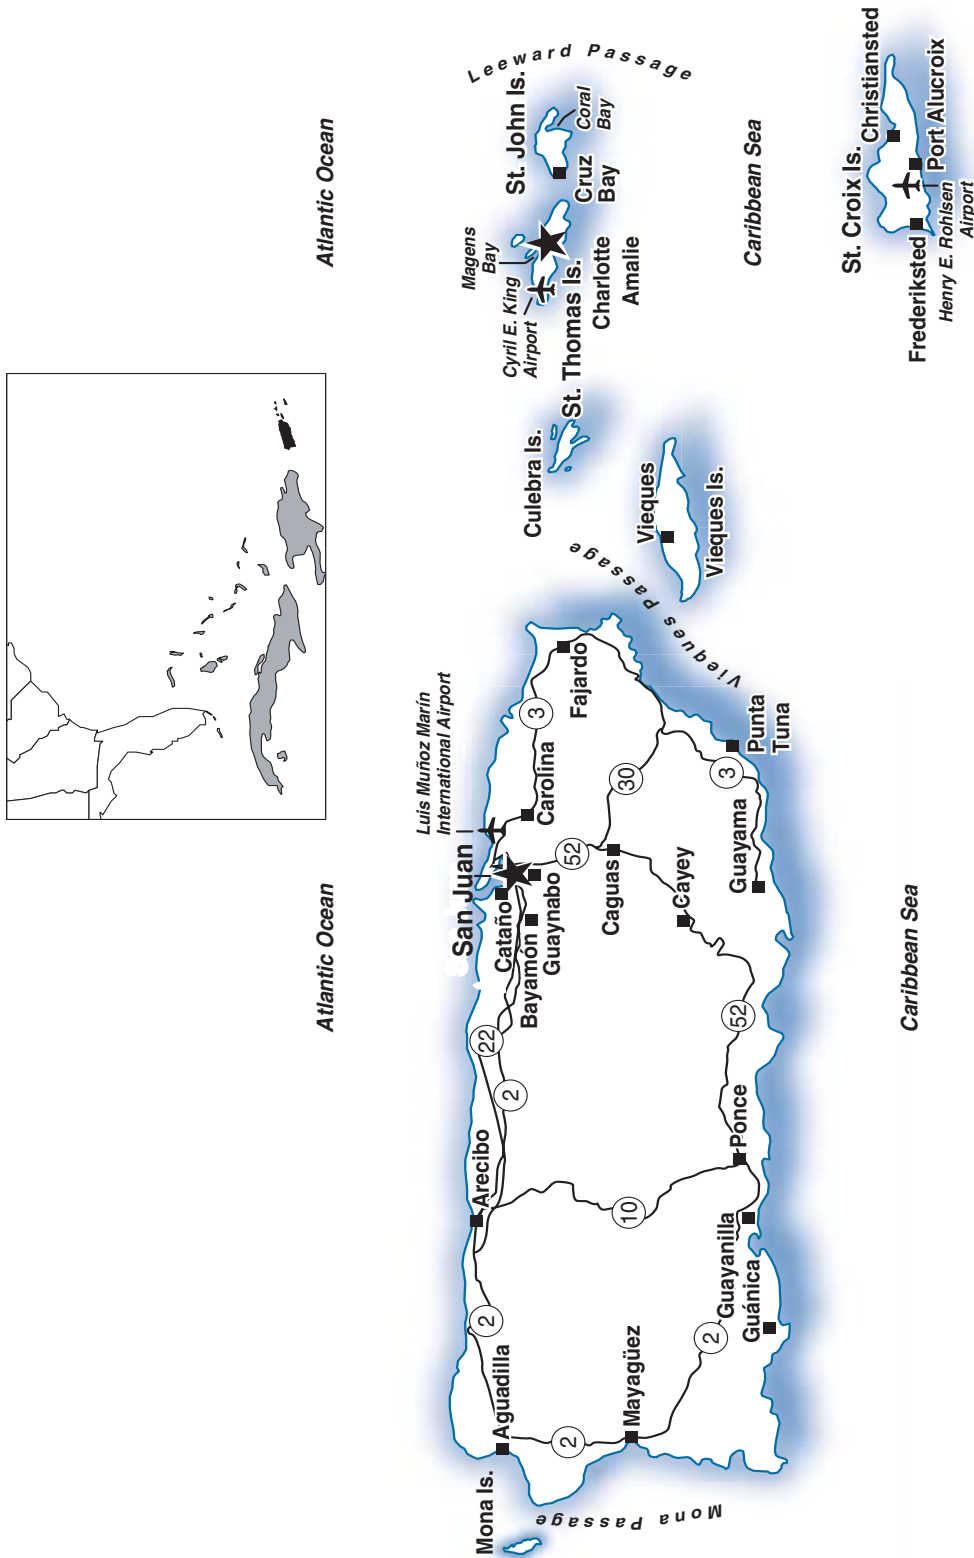 Atlantic Ocean
Atlantic Ocean
Leeward Passage
St. John Is.
Coral
Bay
Cruz
Bay
Magens
Bay
Cyril E. King
Airport
St. Thomas Is.
Charlotte
Amalie
Culebra Is.
Vieques
Vieques Is.
Vieques Passage
Caribbean Sea
St. Croix Is.
Christiansted
Port Alucroix
Frederiksted
Henry E. Rohlsen
Airport
Luis Muñoz Marín
International Airport
San Juan
Cataño
Bayamón
Guaynabo
Carolina
3
Fajardo
52
30
Caguas
Cayey
3
Punta
Tuna
Guayama
22
2
Arecibo
10
52
Ponce
Guayanilla
Guánica
2
2
Aguadilla
2
Mayagüez
Mona Is.
Mona Passage
Caribbean Sea